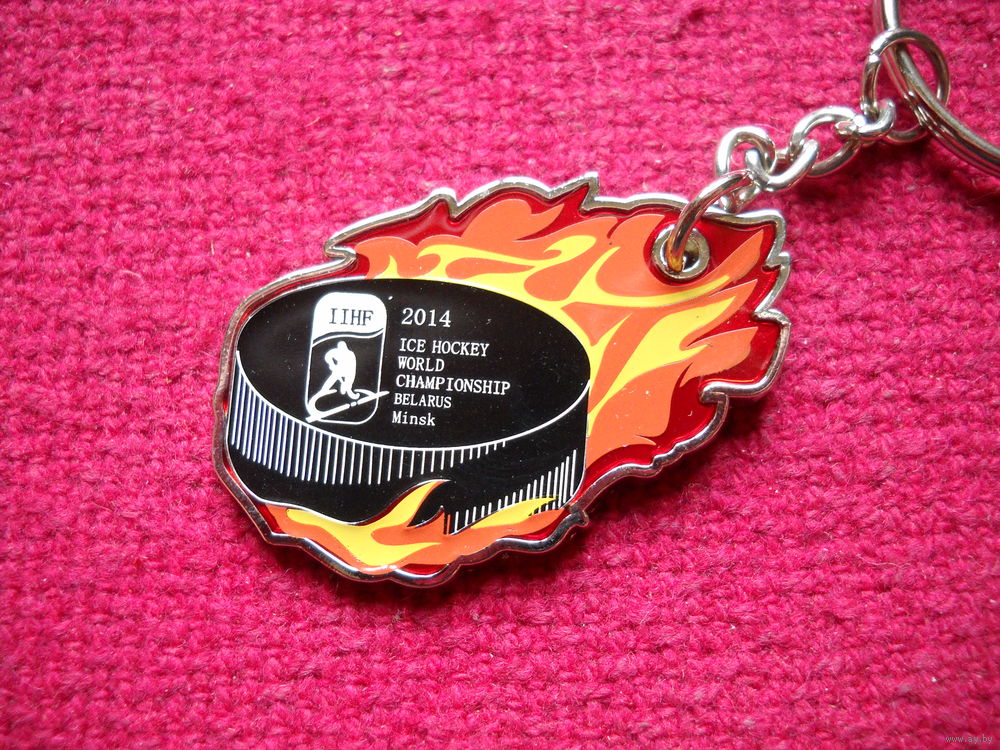 IIHF
2014
ICE HOCKEY
WORLD
CHAMPIONSHIP
BELARUS
Minsk
www.ay.by